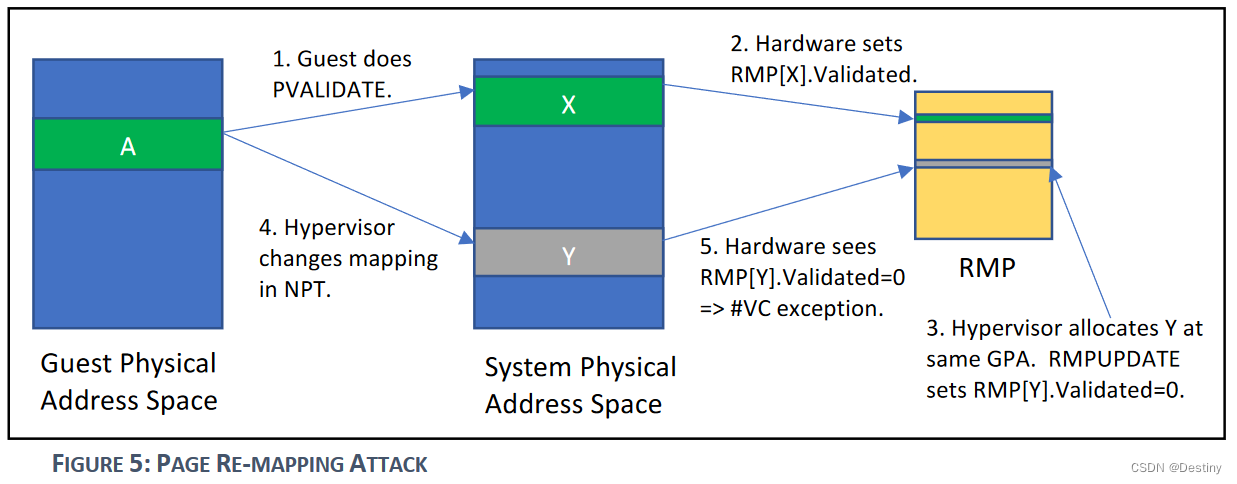 1. Guest does
PVALIDATE.
2. Hardware sets
RMP[X].Validated.
A
X
4. Hypervisor
changes mapping
in NPT.
Y
5. Hardware sees
RMP[Y].Validated=0
=> #VC exception.
RMP
3. Hypervisor allocates Y at
same GPA.  RMPUPDATE
sets RMP[Y].Validated=0.
Guest Physical
Address Space
System Physical
Address Space
FIGURE 5: PAGE RE-MAPPING ATTACK
CSDN @Destiny